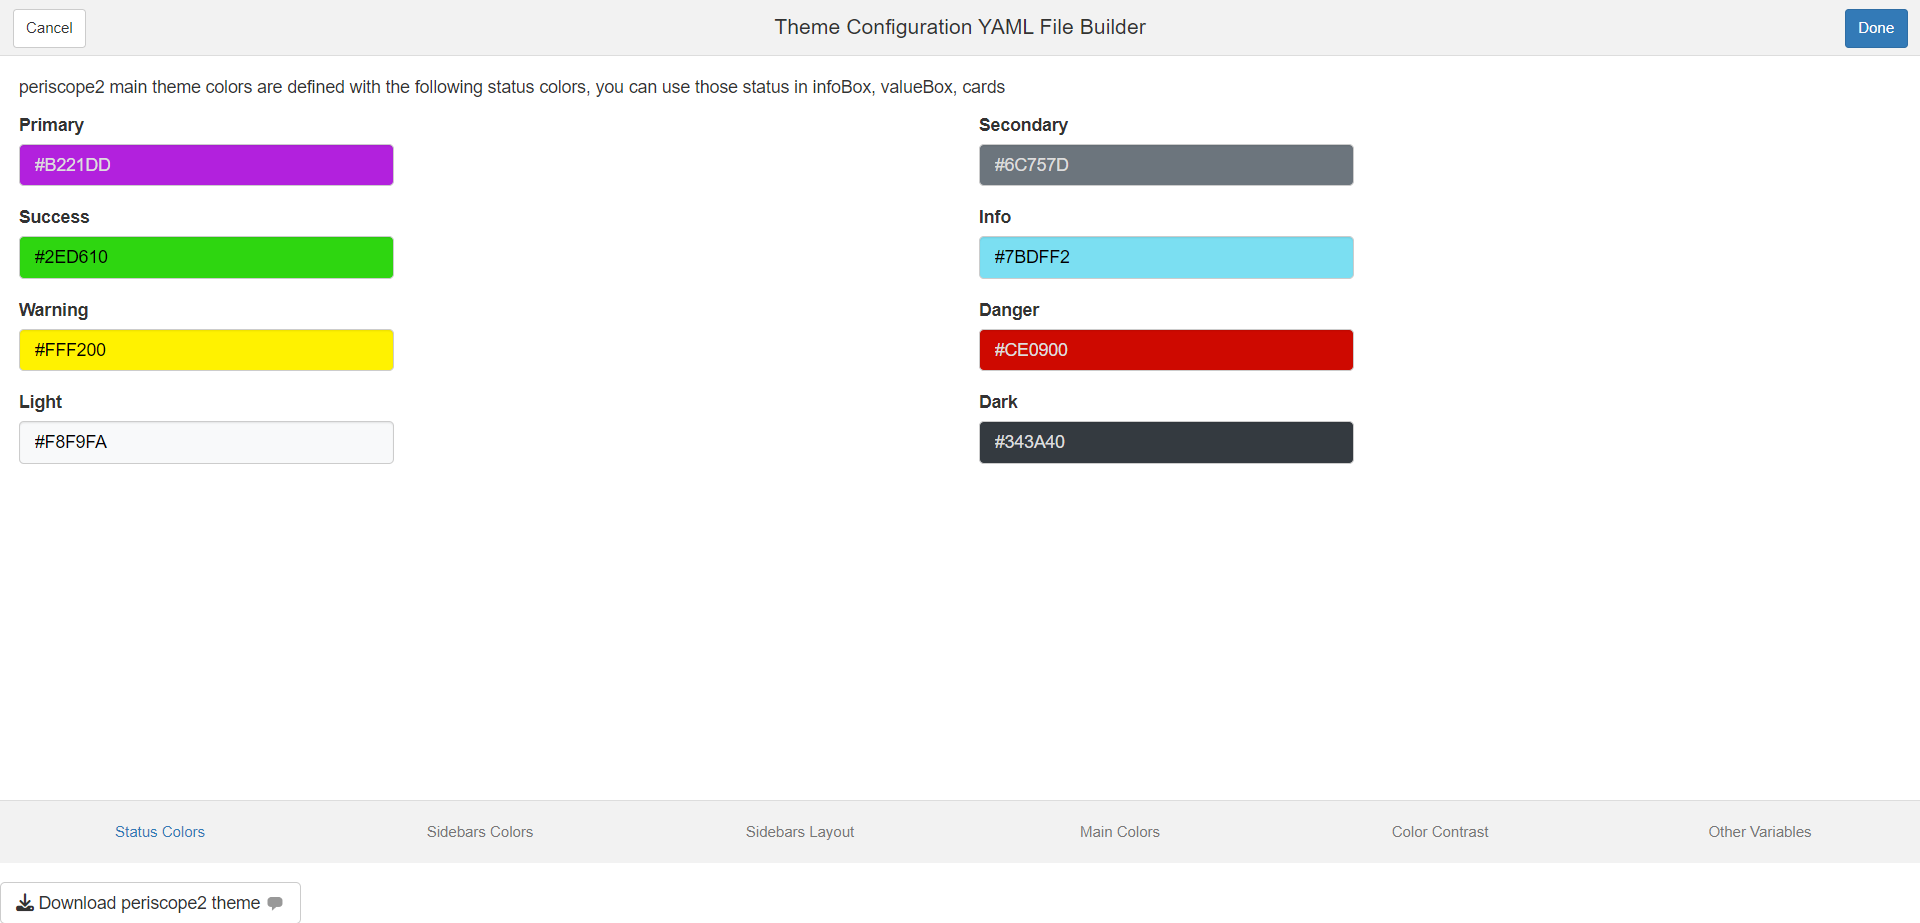 Cancel
Theme Configuration YAML File Builder
Done
periscope2 main theme colors are defined with the following status colors, you can use those status in infoBox, valueBox, cards
Primary
Secondary
#B221DD
#6C757D
Success
Info
#2ED610
#7BDFF2
Warning
Danger
#FFF200
#CE0900
Light
Dark
#F8F9FA
#343A40
Status Colors
Sidebars Colors
Sidebars Layout
Main Colors
Color Contrast
Other Variables
Download periscope2 theme